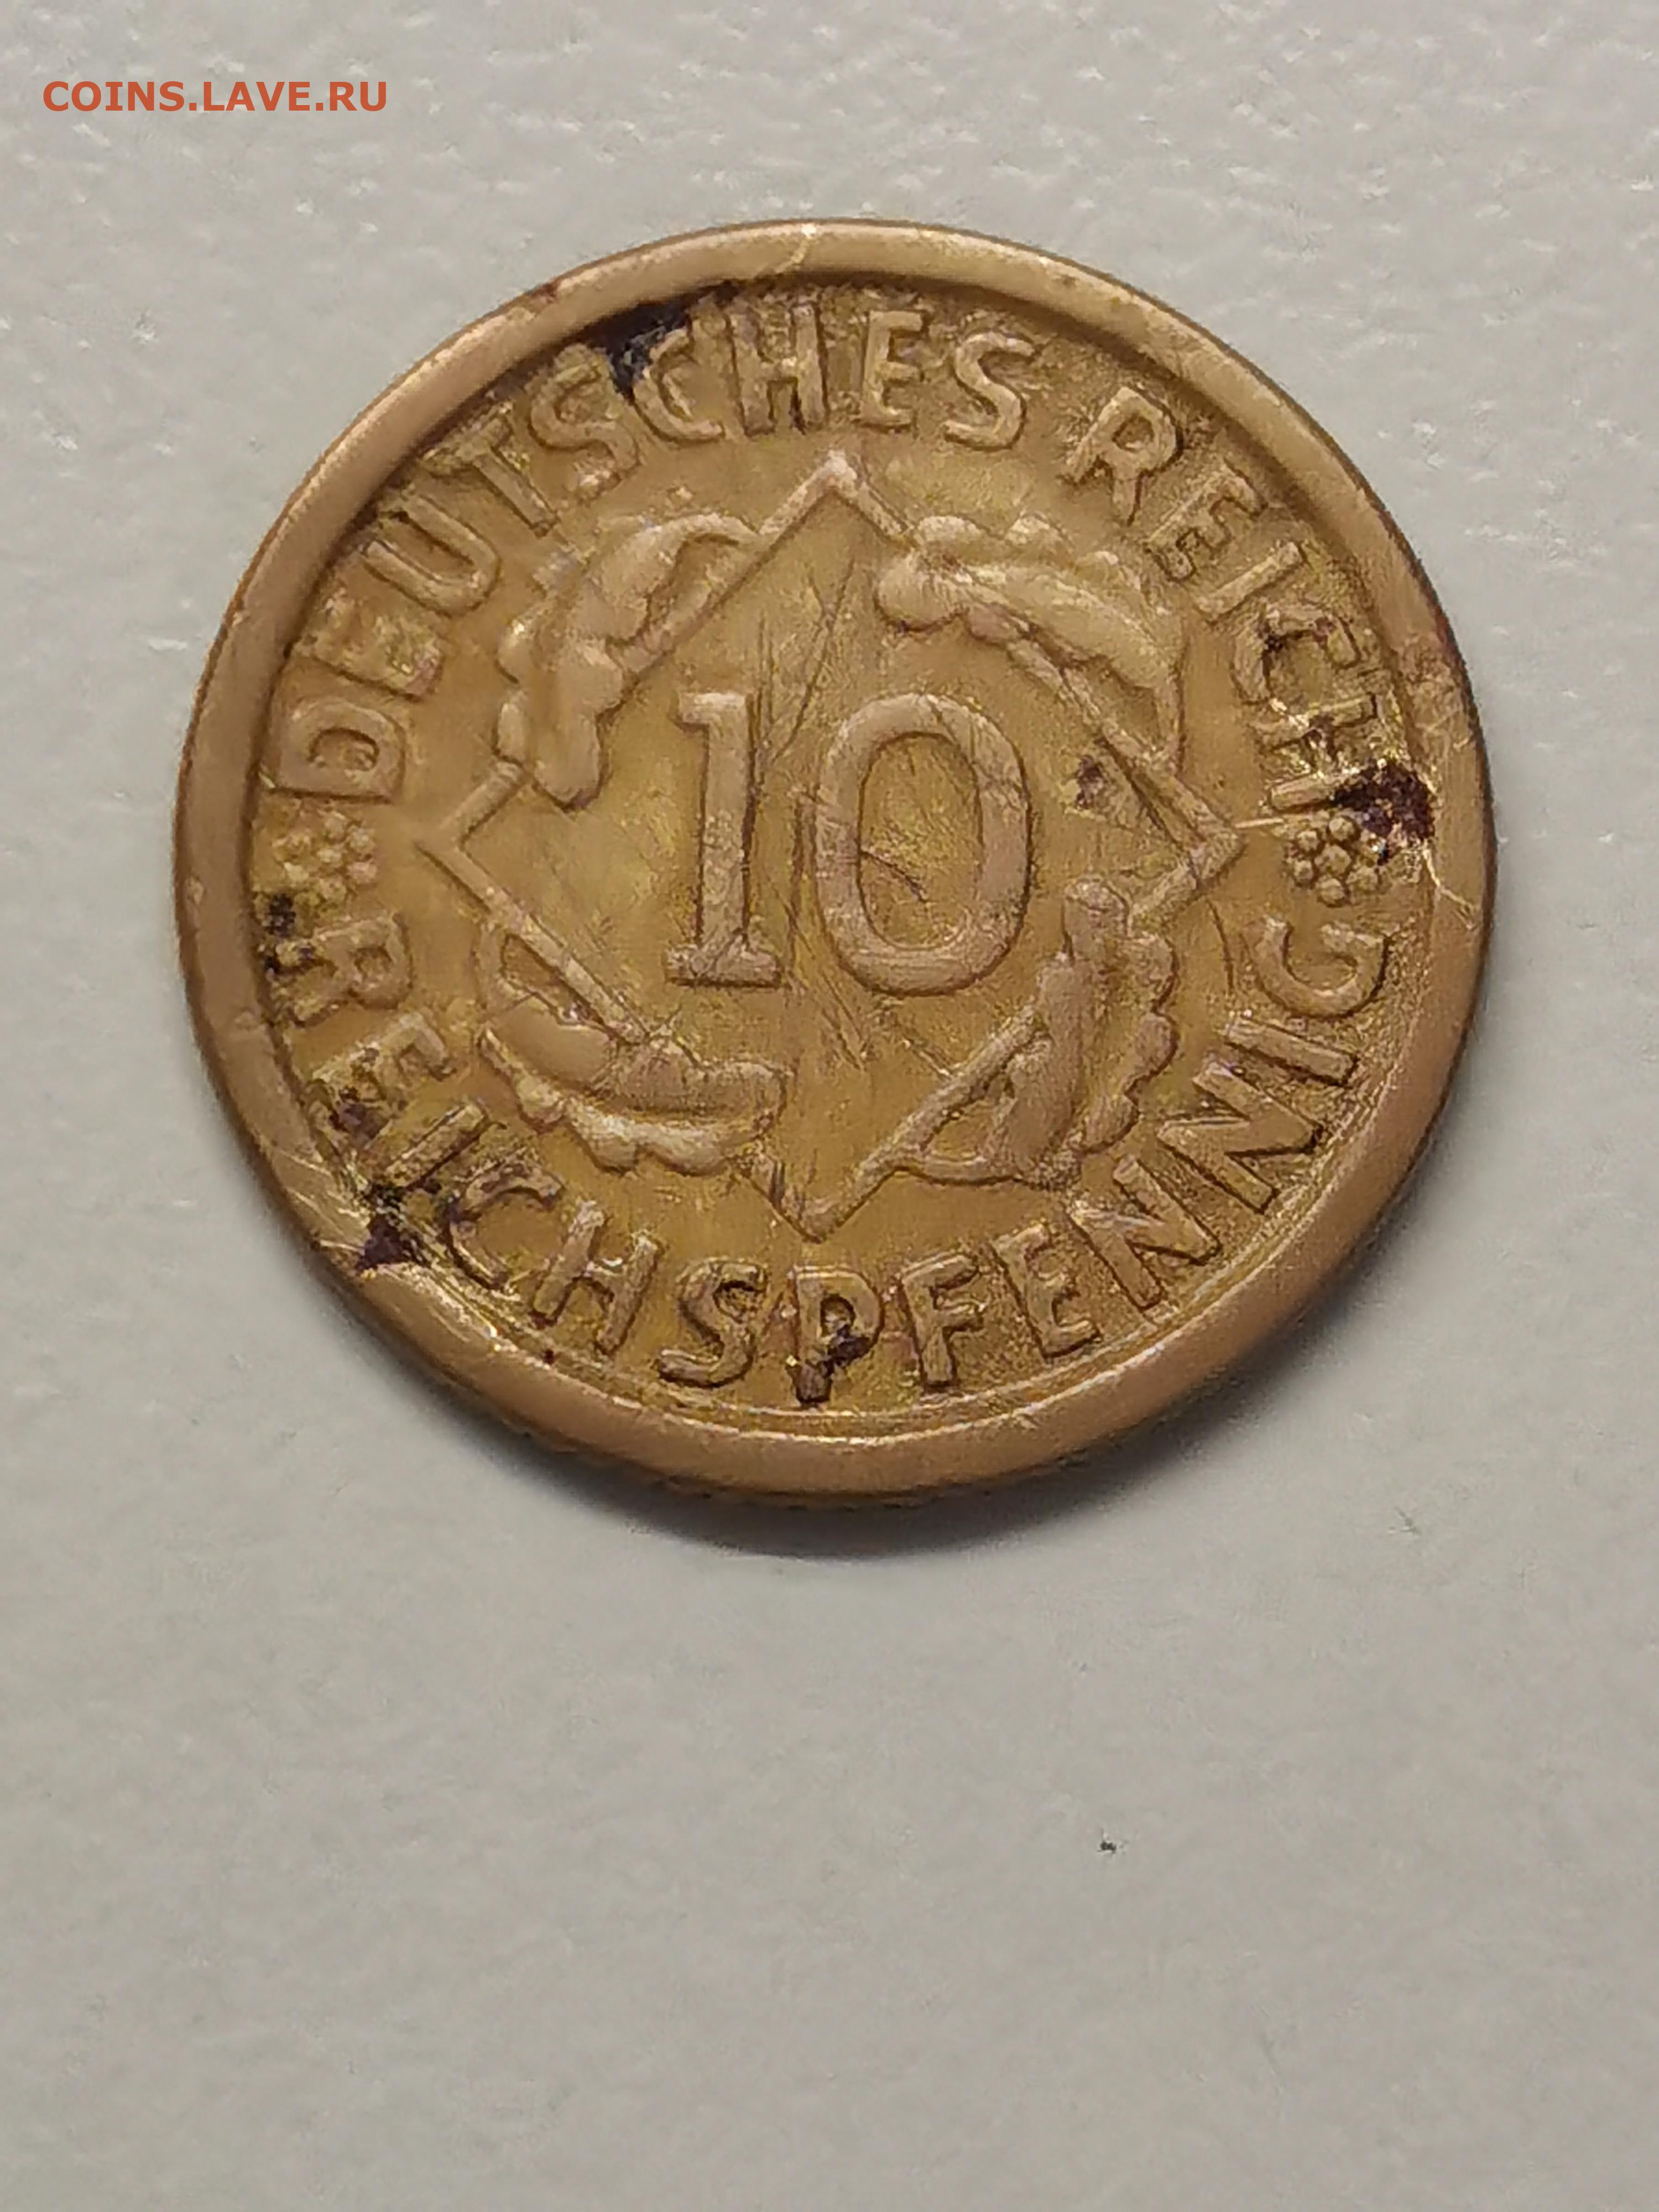 COINS.LAVE.RU
DEUTSCHES REICH
10
REICHSPFENNIG